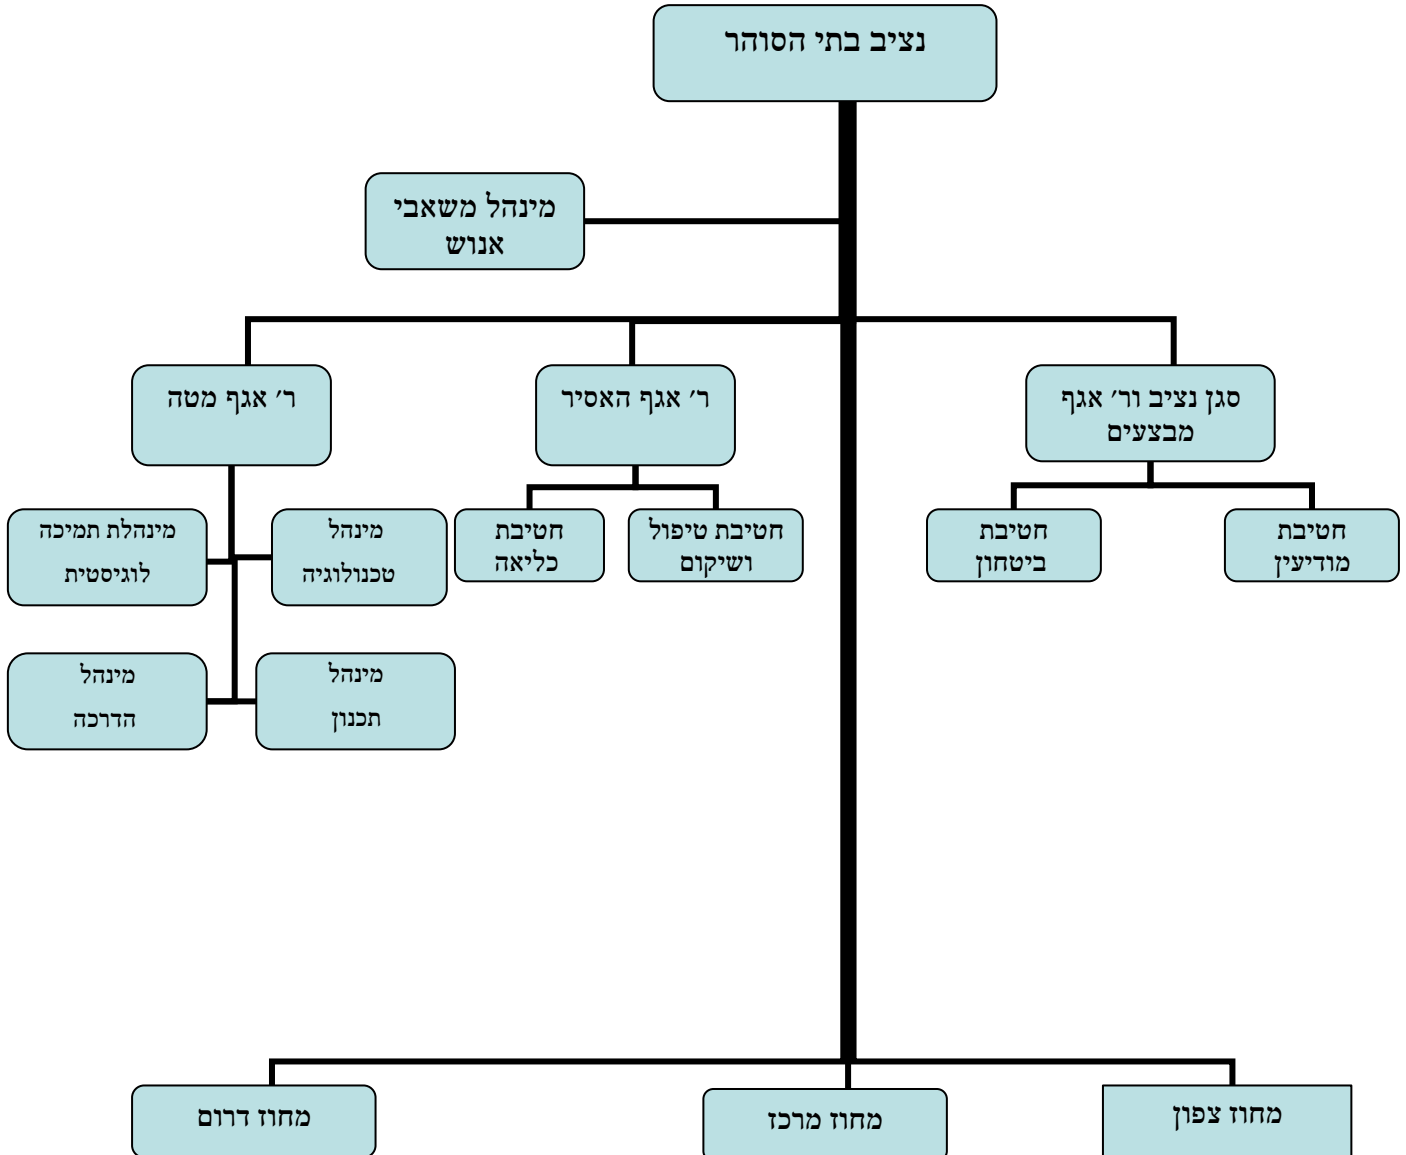 נציב בתי הסוהר
מינהל משאבי
אנוש
סגן נציב ור' אגף
מבצעים
ר' אגף האסיר
ר' אגף מטה
חטיבת
מודיעין
חטיבת
ביטחון
חטיבת טיפול
ושיקום
חטיבת
כליאה
מינהל
טכנולוגיה
מינהלת תמיכה
לוגיסטית
מינהל
תכנון
מינהל
הדרכה
מחוז צפון
מחוז מרכז
מחוז דרום